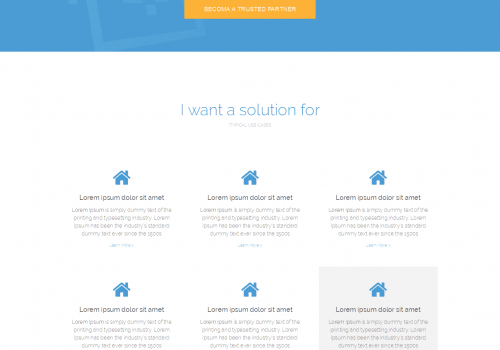 BECOME A TRUSTED PARTNER
I want a solution for
TYPICAL USE CASES
Lorem ipsum dolor sit amet
Lorem ipsum is simply dummy text of the
printing and typesetting industry. Lorem
Ipsum has been the industry's standard
dummy text ever since the 1500s.
Learn more >
Lorem ipsum dolor sit amet
Lorem ipsum is simply dummy text of the
printing and typesetting industry. Lorem
Ipsum has been the industry's standard
dummy text ever since the 1500s.
Learn more >
Lorem ipsum dolor sit amet
Lorem ipsum is simply dummy text of the
printing and typesetting industry. Lorem
Ipsum has been the industry's standard
dummy text ever since the 1500s.
Learn more >
Lorem ipsum dolor sit amet
Lorem ipsum is simply dummy text of the
printing and typesetting industry. Lorem
Ipsum has been the industry's standard
dummy text ever since the 1500s.
Lorem ipsum dolor sit amet
Lorem ipsum is simply dummy text of the
printing and typesetting industry. Lorem
Ipsum has been the industry's standard
dummy text ever since the 1500s.
Lorem ipsum dolor sit amet
Lorem ipsum is simply dummy text of the
printing and typesetting industry. Lorem
Ipsum has been the industry's standard
dummy text ever since the 1500s.